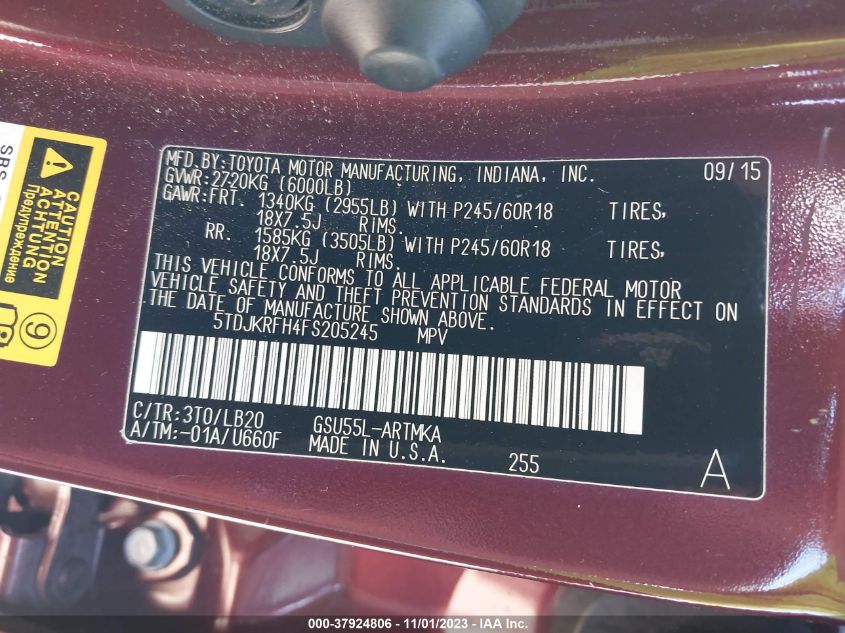 MFD.BY:TOYOTA MOTOR MANUFACTURING, INDIANA, INC. 09/15
GVWR:2720KG (6000LB)
GAWR:FRT. 1340KG (2955LB) WITH P245/60R18 TIRES,
18X7.5J RIMS.
RR. 1585KG (3505LB) WITH P245/60R18 TIRES,
18X7.5J RIMS.
THIS VEHICLE CONFORMS TO ALL APPLICABLE FEDERAL MOTOR
VEHICLE SAFETY AND THEFT PREVENTION STANDARDS IN EFFECT ON
THE DATE OF MANUFACTURE SHOWN ABOVE.
5TDJKRFH4FS205245 MPV
C/TR:3T0/LB20 GSU55L-ARTMKA
A/TM:-01A/U660F MADE IN U.S.A. 255 A
SRS
CAUTION
ATTENTION
ACHTUNG
Предупреждение
9
000-37924806 - 11/01/2023 - IAA Inc.